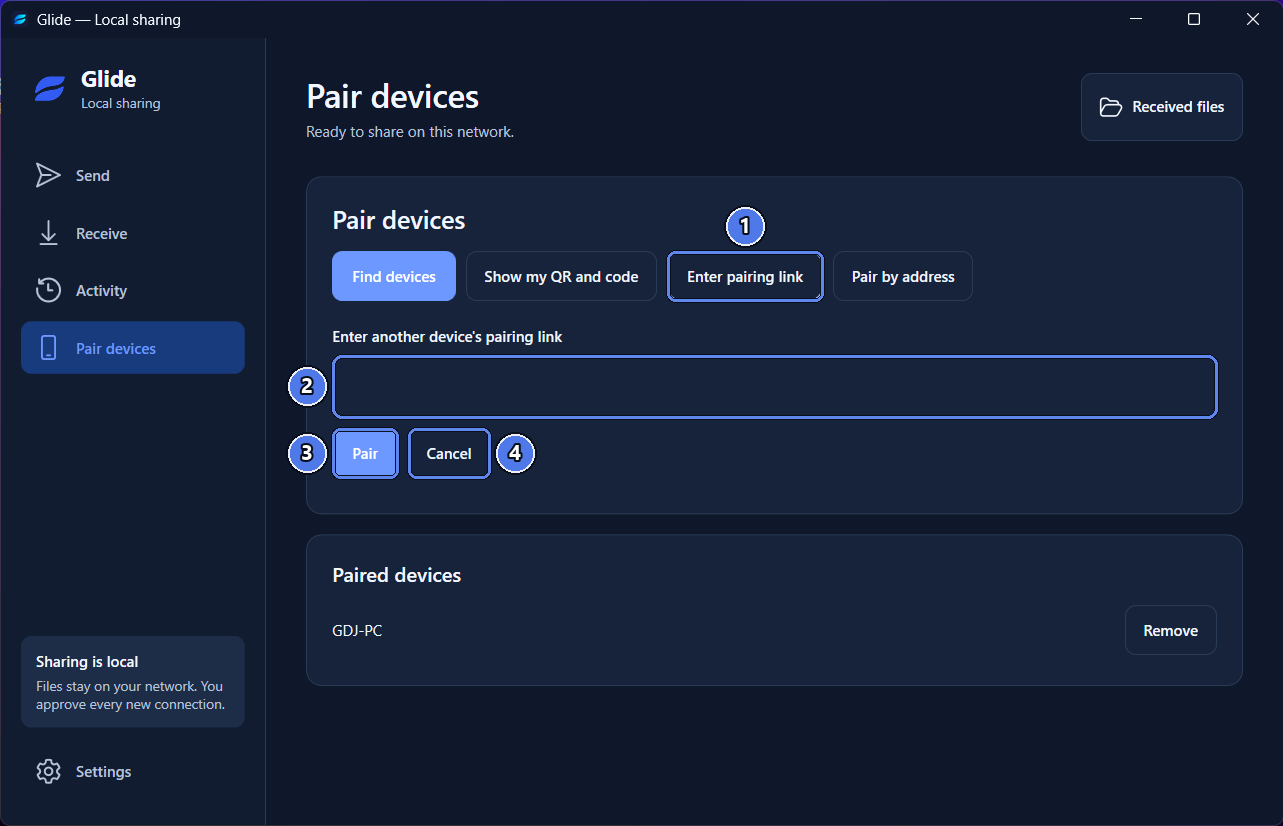 Glide — Local sharing
Glide
Local sharing
Send
Receive
Activity
Pair devices
Sharing is local
Files stay on your network. You
approve every new connection.
Settings
Pair devices
Ready to share on this network.
Received files
Pair devices
1
Find devices
Show my QR and code
Enter pairing link
Pair by address
Enter another device's pairing link
2
3
Pair
Cancel
4
Paired devices
GDJ-PC
Remove